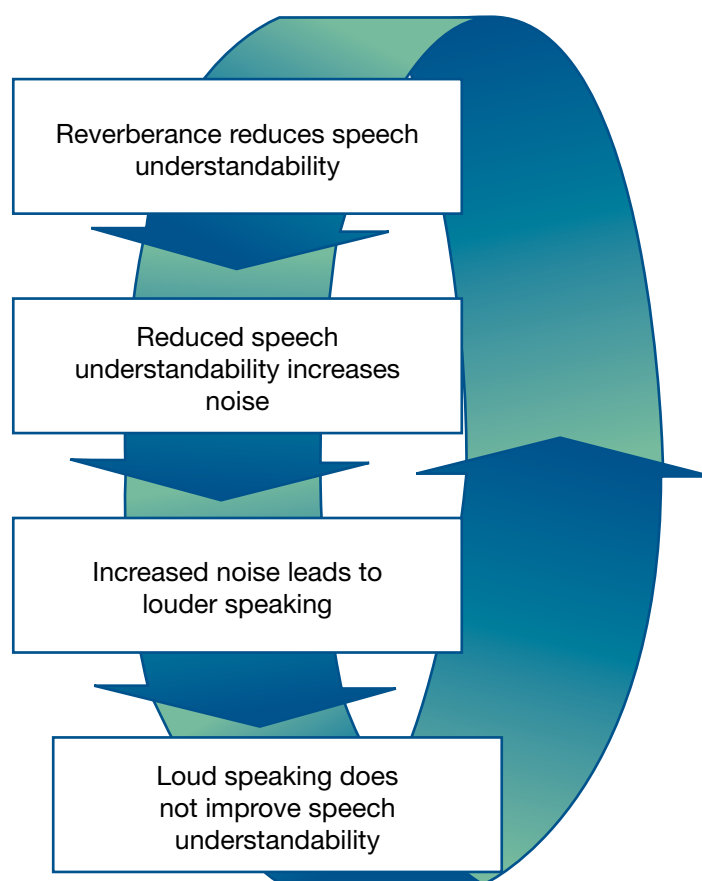 Reverberance reduces speech
understandability
Reduced speech
understandability increases
noise
Increased noise leads to
louder speaking
Loud speaking does
not improve speech
understandability